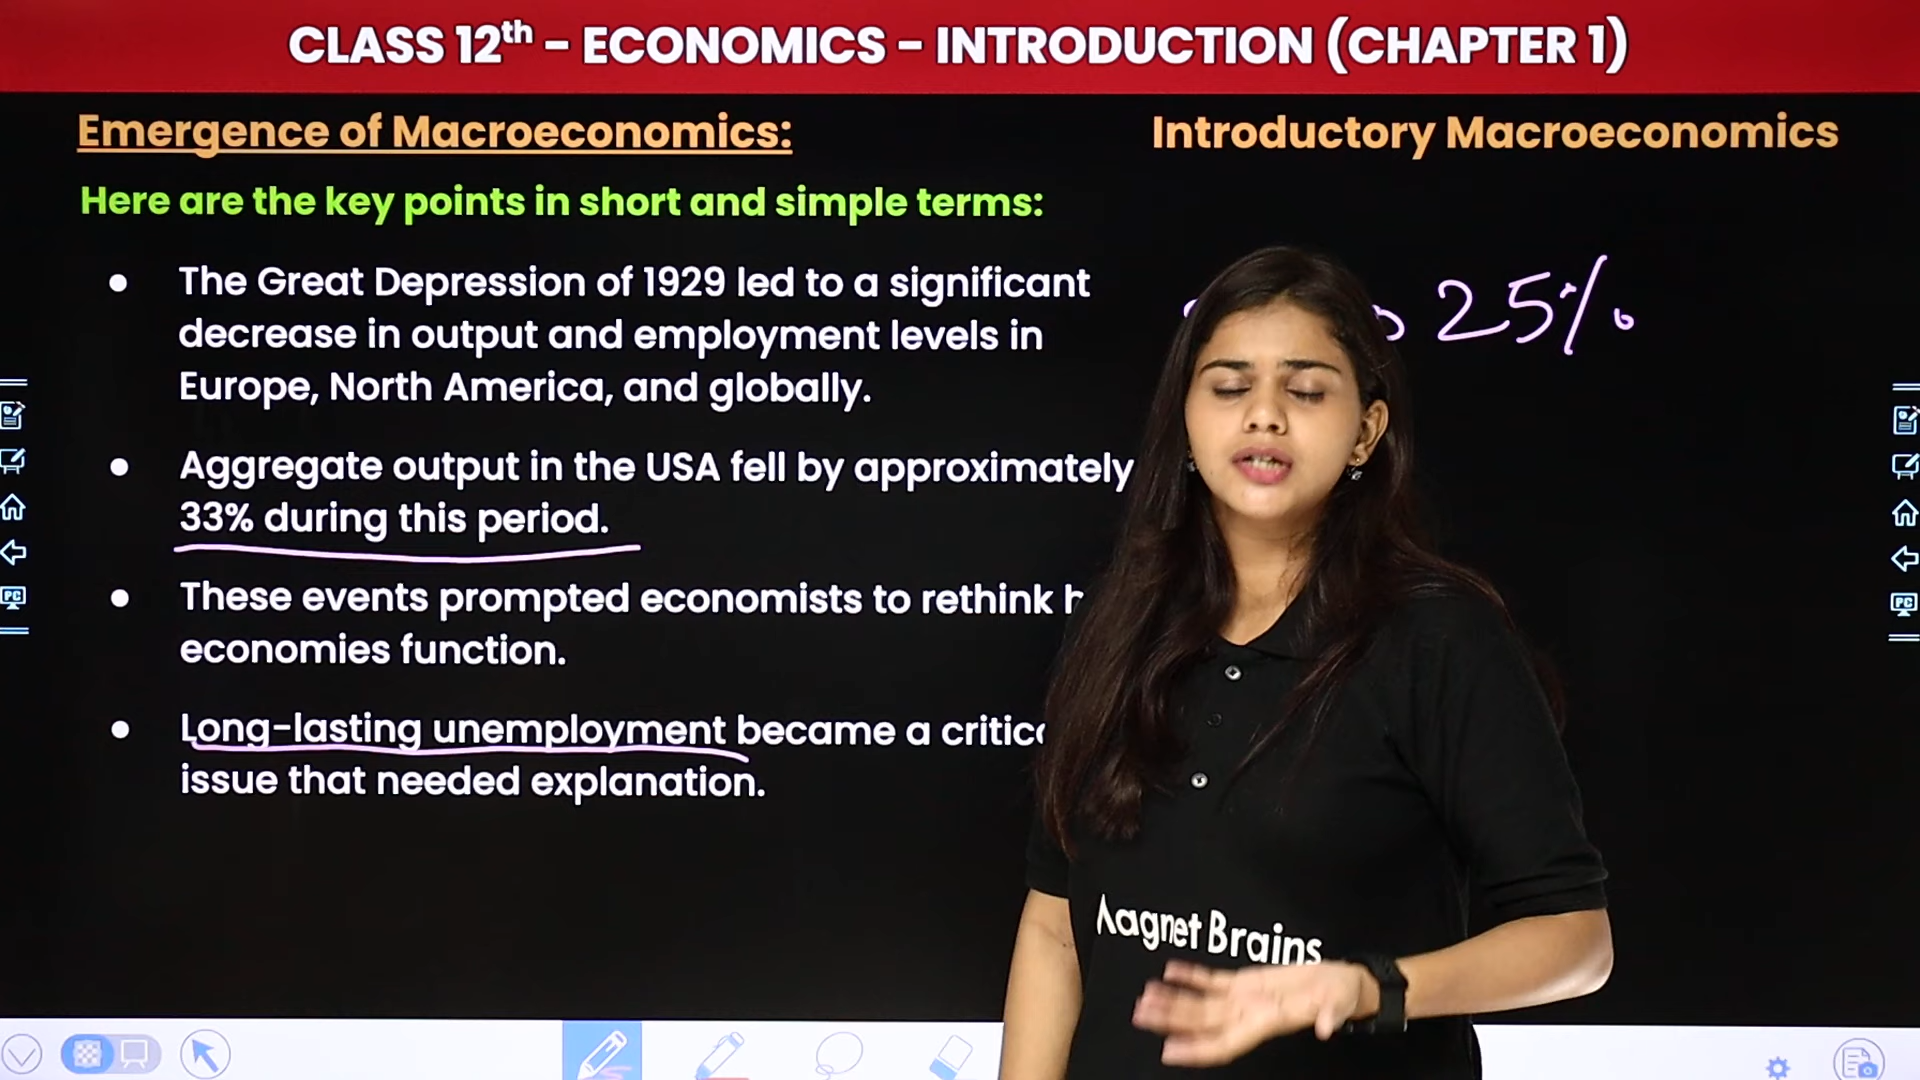 CLASS 12th - ECONOMICS - INTRODUCTION (CHAPTER 1)
Emergence of Macroeconomics:
Introductory Macroeconomics
Here are the key points in short and simple terms:
25%
• The Great Depression of 1929 led to a significant
decrease in output and employment levels in
Europe, North America, and globally.
• Aggregate output in the USA fell by approximately
33% during this period.
• These events prompted economists to rethink
economies function.
• Long-lasting unemployment became a
issue that needed explanation.
PC
PC
Brains